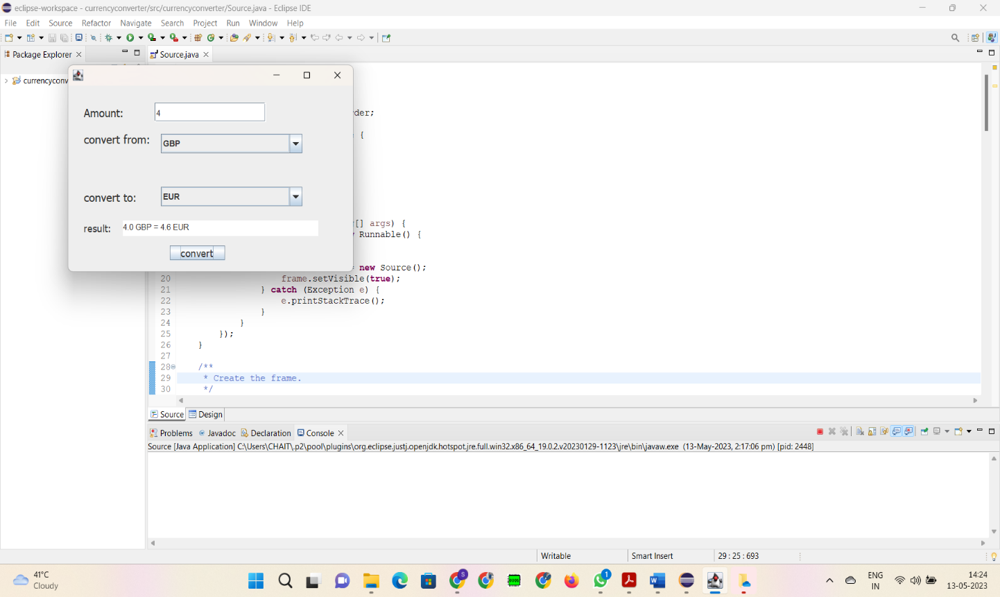 eclipse-workspace - currencyconverter/src/currencyconverter/Source.java - Eclipse IDE
File Edit Source Refactor Navigate Search Project Run Window Help
Package Explorer
Source.java
currencyconv
Amount: 4
convert from: GBP
convert to: EUR
result: 4.0 GBP = 4.6 EUR
convert
der;
{
[] args) {
Runnable() {
= new Source();
20 frame.setVisible(true);
21 } catch (Exception e) {
22 e.printStackTrace();
23 }
24 }
25 });
26 }
27
28 /**
29 * Create the frame.
30 */
Source Design
Problems @ Javadoc Declaration Console
Source [Java Application] C:\Users\CHAIT\.p2\pool\plugins\org.eclipse.justj.openjdk.hotspot.jre.full.win32.x86_64_19.0.2.v20230129-1123\jre\bin\javaw.exe (13-May-2023, 2:17:06 pm) [pid: 2448]
Writable Smart Insert 29 : 25 : 693
41°C
Cloudy
S
1
ENG
IN
14:24
13-05-2023